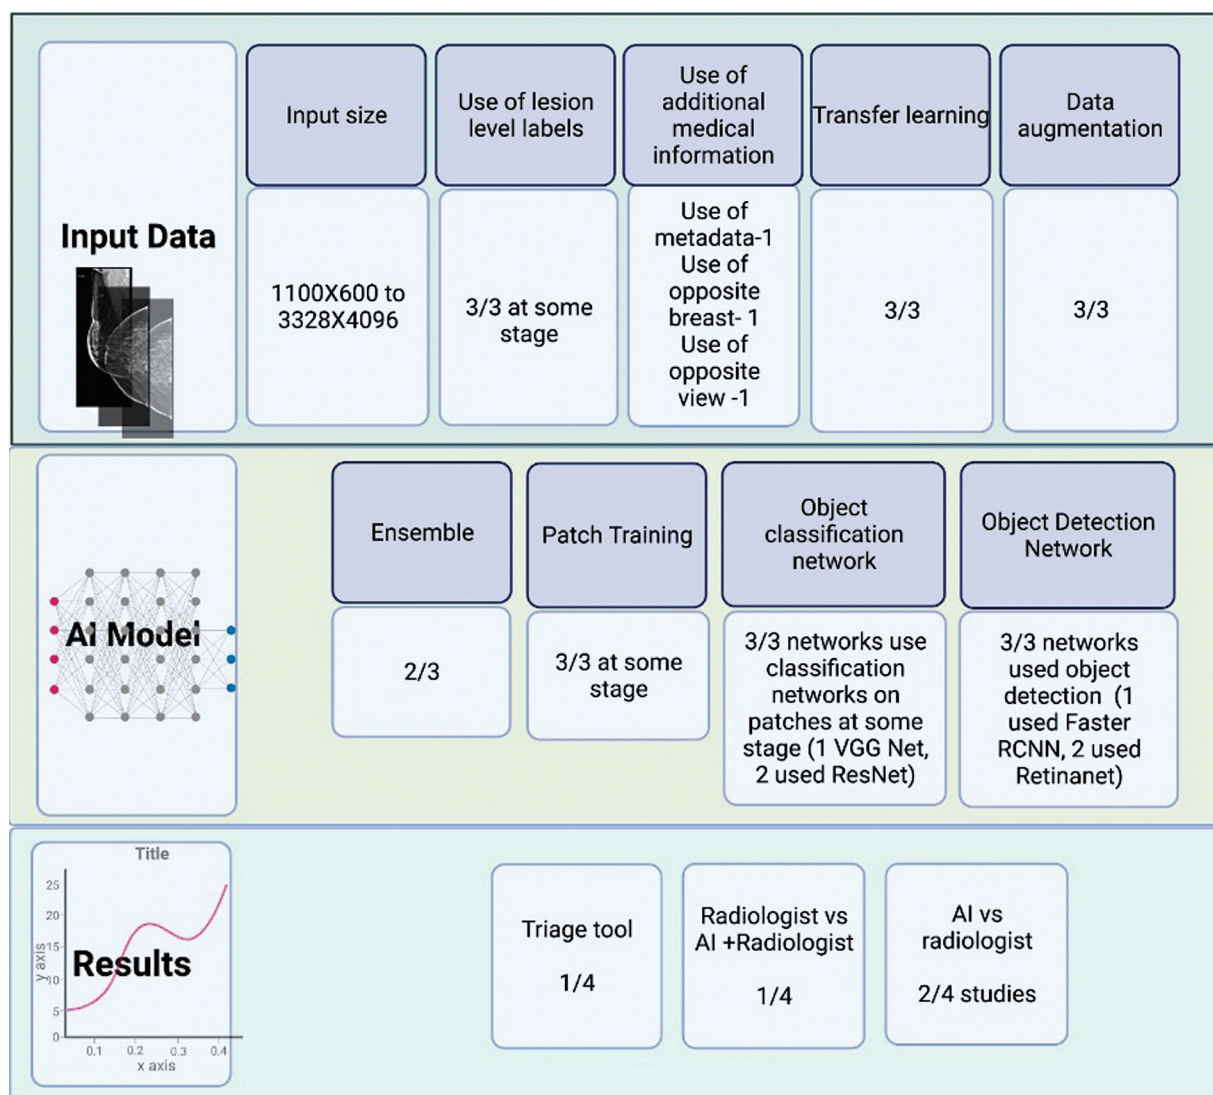 Input Data
Input size
Use of lesion
level labels
Use of
additional
medical
information
Transfer learning
Data
augmentation
1100X600 to
3328X4096
3/3 at some
stage
Use of
metadata-1
Use of
opposite
breast- 1
Use of
opposite
view -1
3/3
3/3
AI Model
Ensemble
Patch Training
Object
classification
network
Object Detection
Network
2/3
3/3 at some
stage
3/3 networks use
classification
networks on
patches at some
stage (1 VGG Net,
2 used ResNet)
3/3 networks
used object
detection (1
used Faster
RCNN, 2 used
Retinanet)
Title
25
20
15
10
5
0
y axis
Results
0.1
0.2
0.3
0.4
x axis
Triage tool
1/4
Radiologist vs
AI +Radiologist
1/4
AI vs
radiologist
2/4 studies